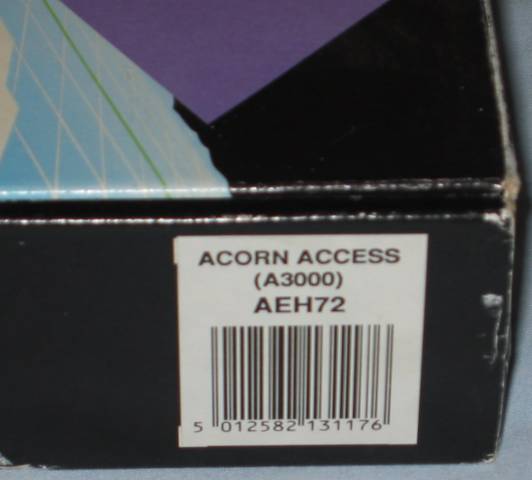 ACORN ACCESS
(A3000)
AEH72
5 012582 131176